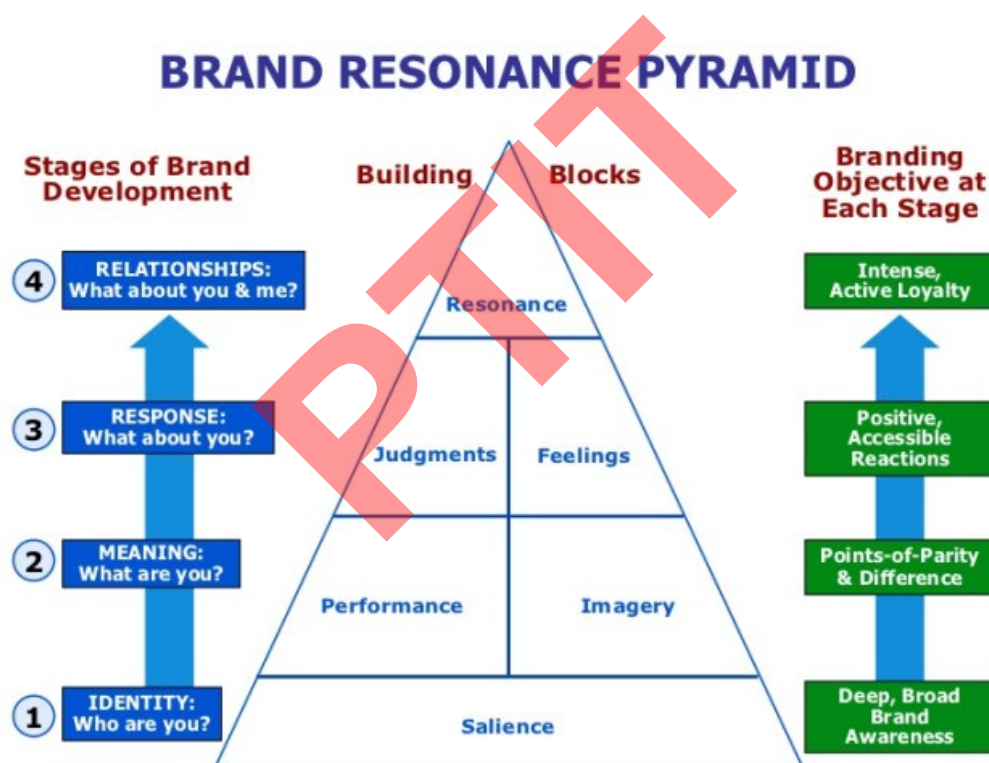 BRAND RESONANCE PYRAMID
Stages of Brand
Development
Building Blocks
Branding
Objective at
Each Stage
4
RELATIONSHIPS:
What about you & me?
Resonance
Intense,
Active Loyalty
3
RESPONSE:
What about you?
Judgments
Feelings
Positive,
Accessible
Reactions
2
MEANING:
What are you?
Performance
Imagery
Points-of-Parity
& Difference
1
IDENTITY:
Who are you?
Salience
Deep, Broad
Brand
Awareness
PTIT